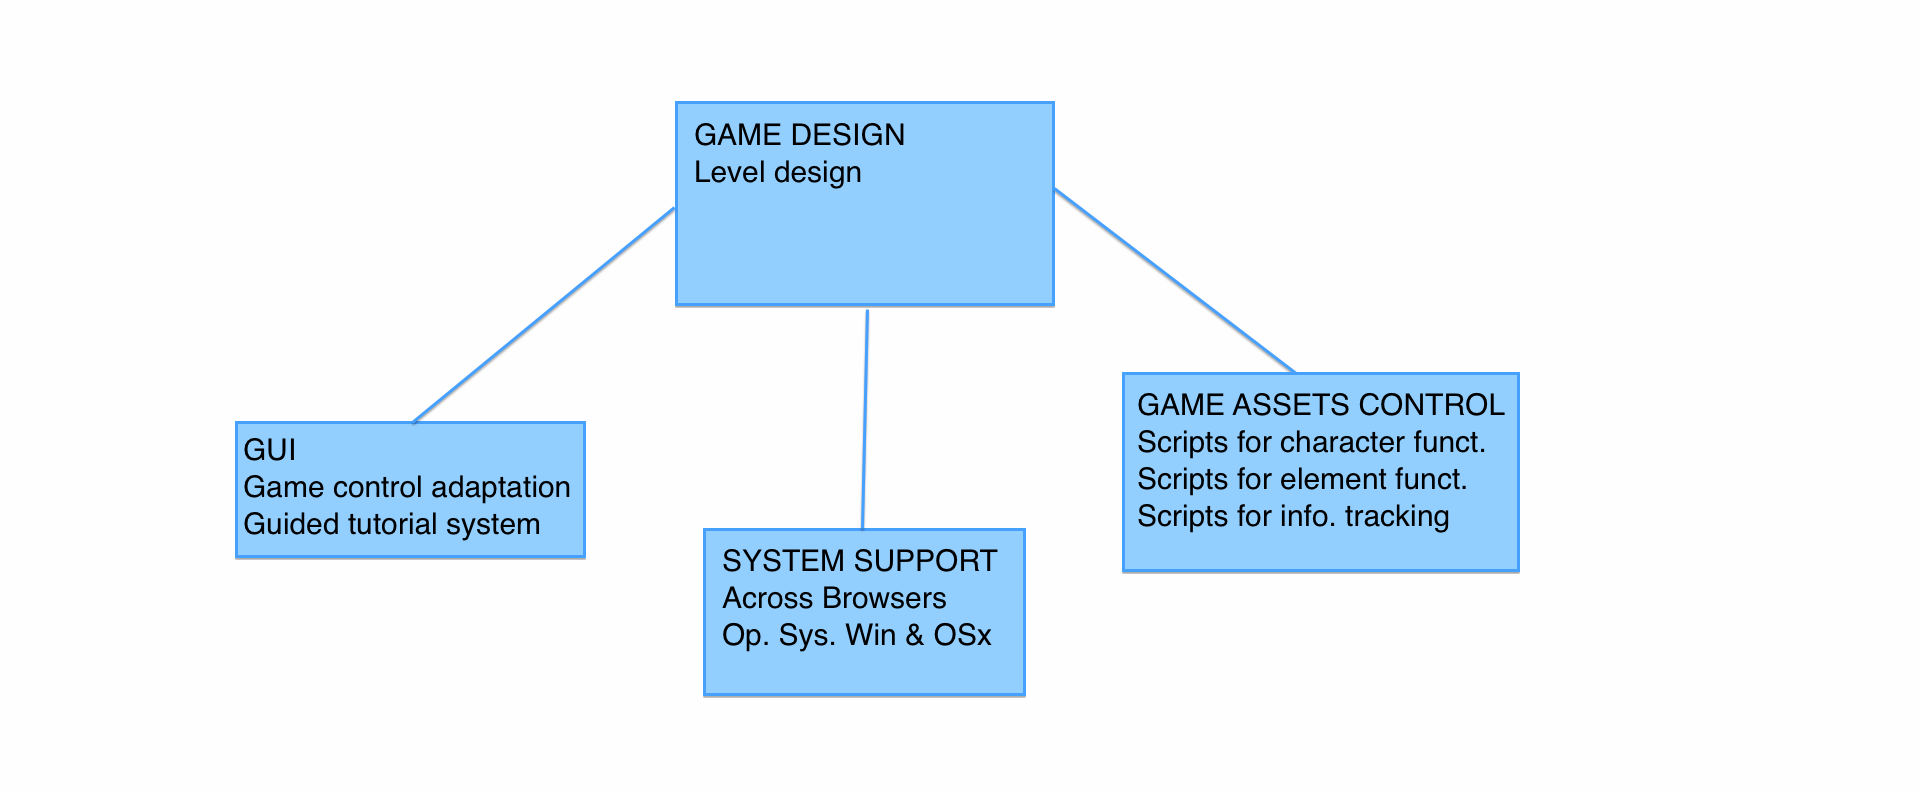 GAME DESIGN
Level design
GUI
Game control adaptation
Guided tutorial system
SYSTEM SUPPORT
Across Browsers
Op. Sys. Win & OSx
GAME ASSETS CONTROL
Scripts for character funct.
Scripts for element funct.
Scripts for info. tracking